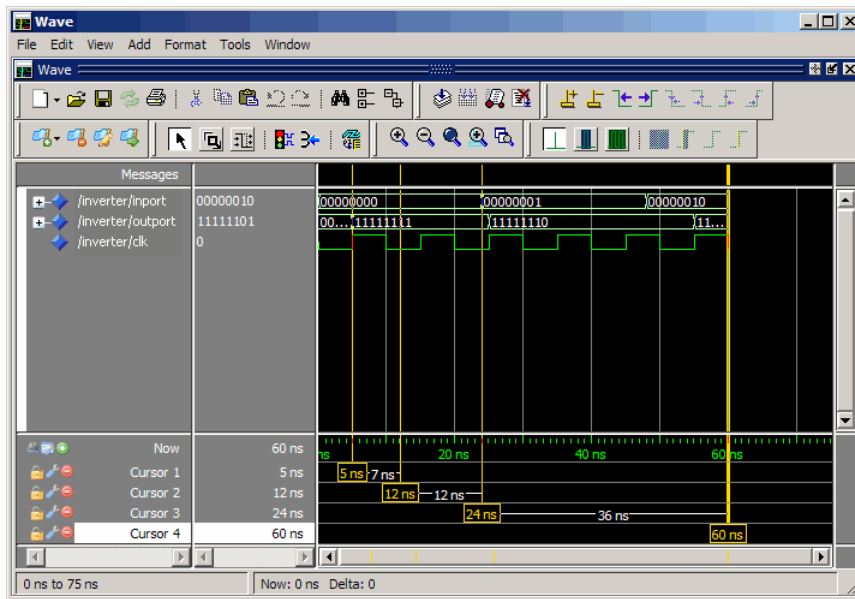 Wave
File Edit View Add Format Tools Window
Wave
Messages
/inverter/inport 00000010 00000000 00000001 00000010
/inverter/outport 11111101 00... 11111111 11111110 11...
/inverter/clk 0
Now 60 ns ns 20 ns 40 ns 60 ns
Cursor 1 5 ns 5 ns 7 ns
Cursor 2 12 ns 12 ns 12 ns
Cursor 3 24 ns 24 ns 36 ns
Cursor 4 60 ns 60 ns
0 ns to 75 ns Now: 0 ns Delta: 0